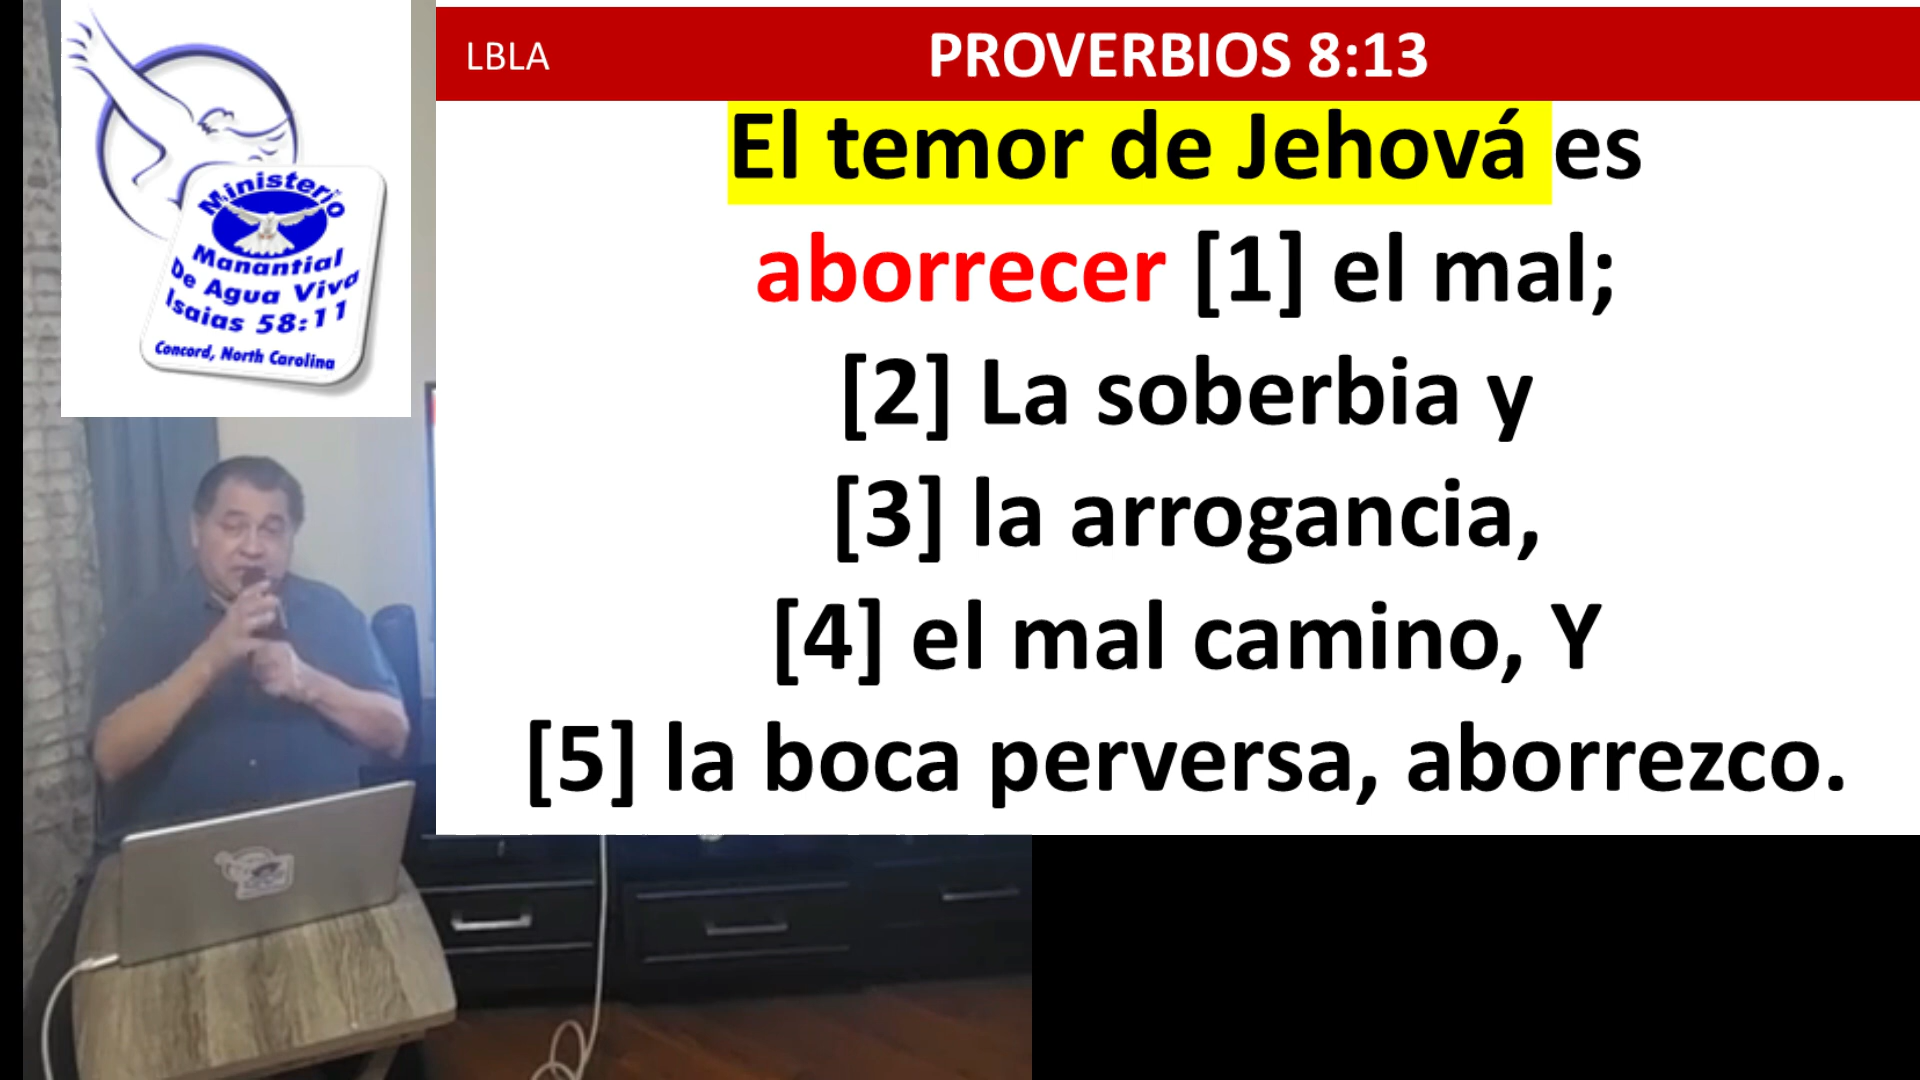 Ministerio
Manantial
De Agua Viva
Isaias 58:11
Concord, North Carolina
LBLA
PROVERBIOS 8:13
El temor de Jehová es
aborrecer [1] el mal;
[2] La soberbia y
[3] la arrogancia,
[4] el mal camino, Y
[5] la boca perversa, aborrezco.